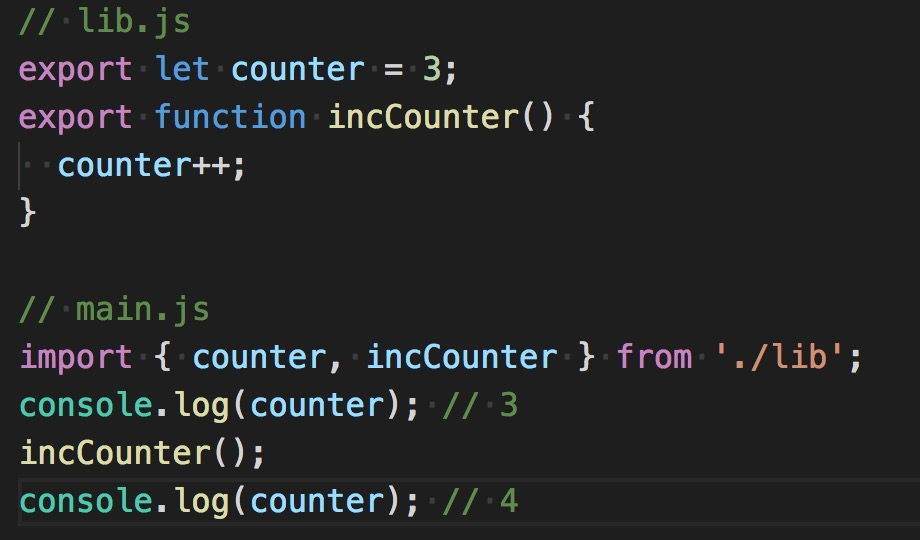 // lib.js
export let counter = 3;
export function incCounter() {
  counter++;
}

// main.js
import { counter, incCounter } from './lib';
console.log(counter); // 3
incCounter();
console.log(counter); // 4